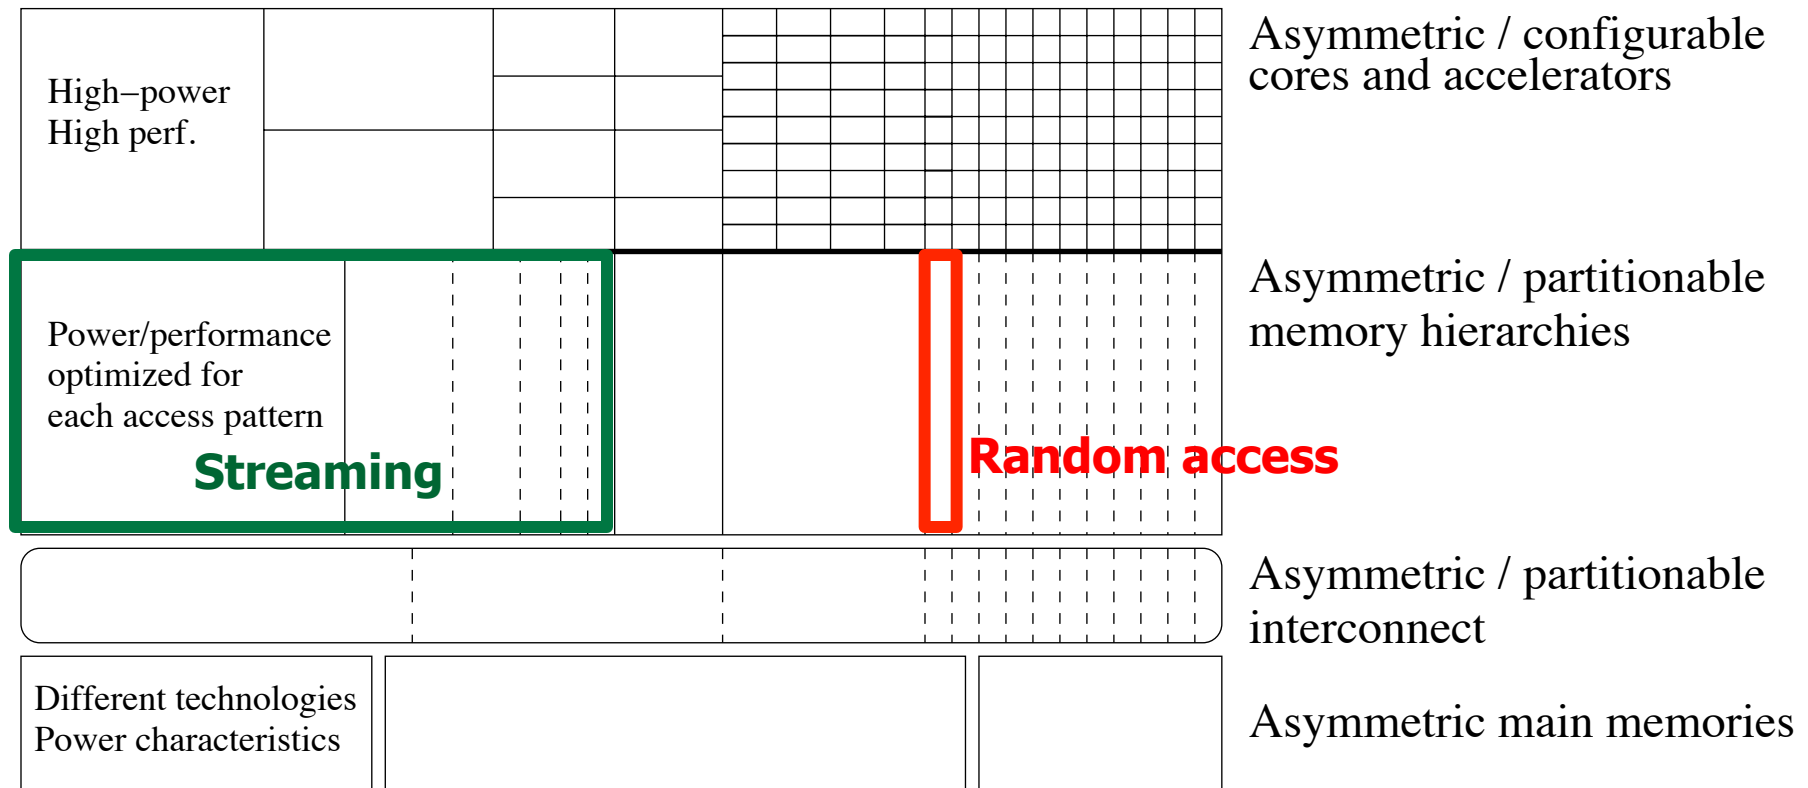 High−power
High perf.
Asymmetric / configurable
cores and accelerators
Power/performance
optimized for
each access pattern
Streaming
Random access
Asymmetric / partitionable
memory hierarchies
Asymmetric / partitionable
interconnect
Different technologies
Power characteristics
Asymmetric main memories